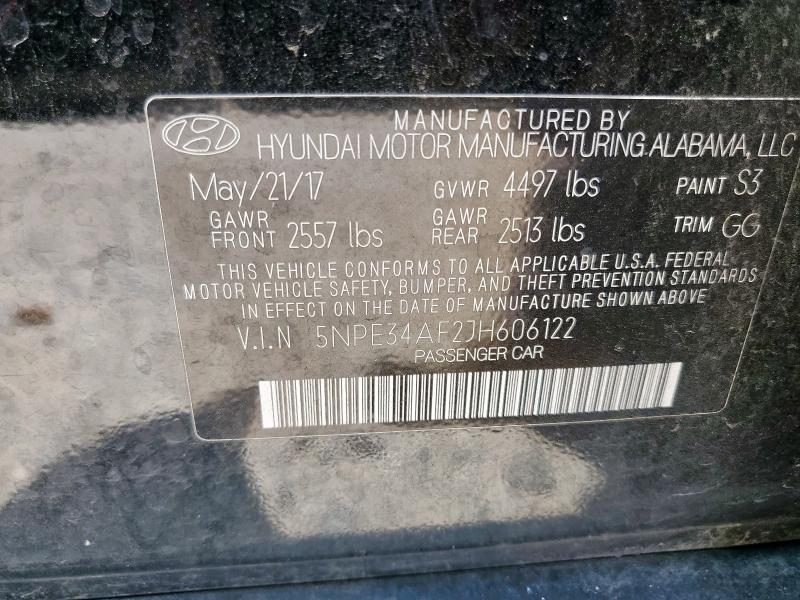 MANUFACTURED BY
HYUNDAI MOTOR MANUFACTURING ALABAMA, LLC
May/21/17 GVWR 4497 lbs PAINT S3
GAWR FRONT 2557 lbs GAWR REAR 2513 lbs TRIM GG
THIS VEHICLE CONFORMS TO ALL APPLICABLE U.S.A. FEDERAL
MOTOR VEHICLE SAFETY, BUMPER, AND THEFT PREVENTION STANDARDS
IN EFFECT ON THE DATE OF MANUFACTURE SHOWN ABOVE
V.I.N 5NPE34AF2JH606122
PASSENGER CAR